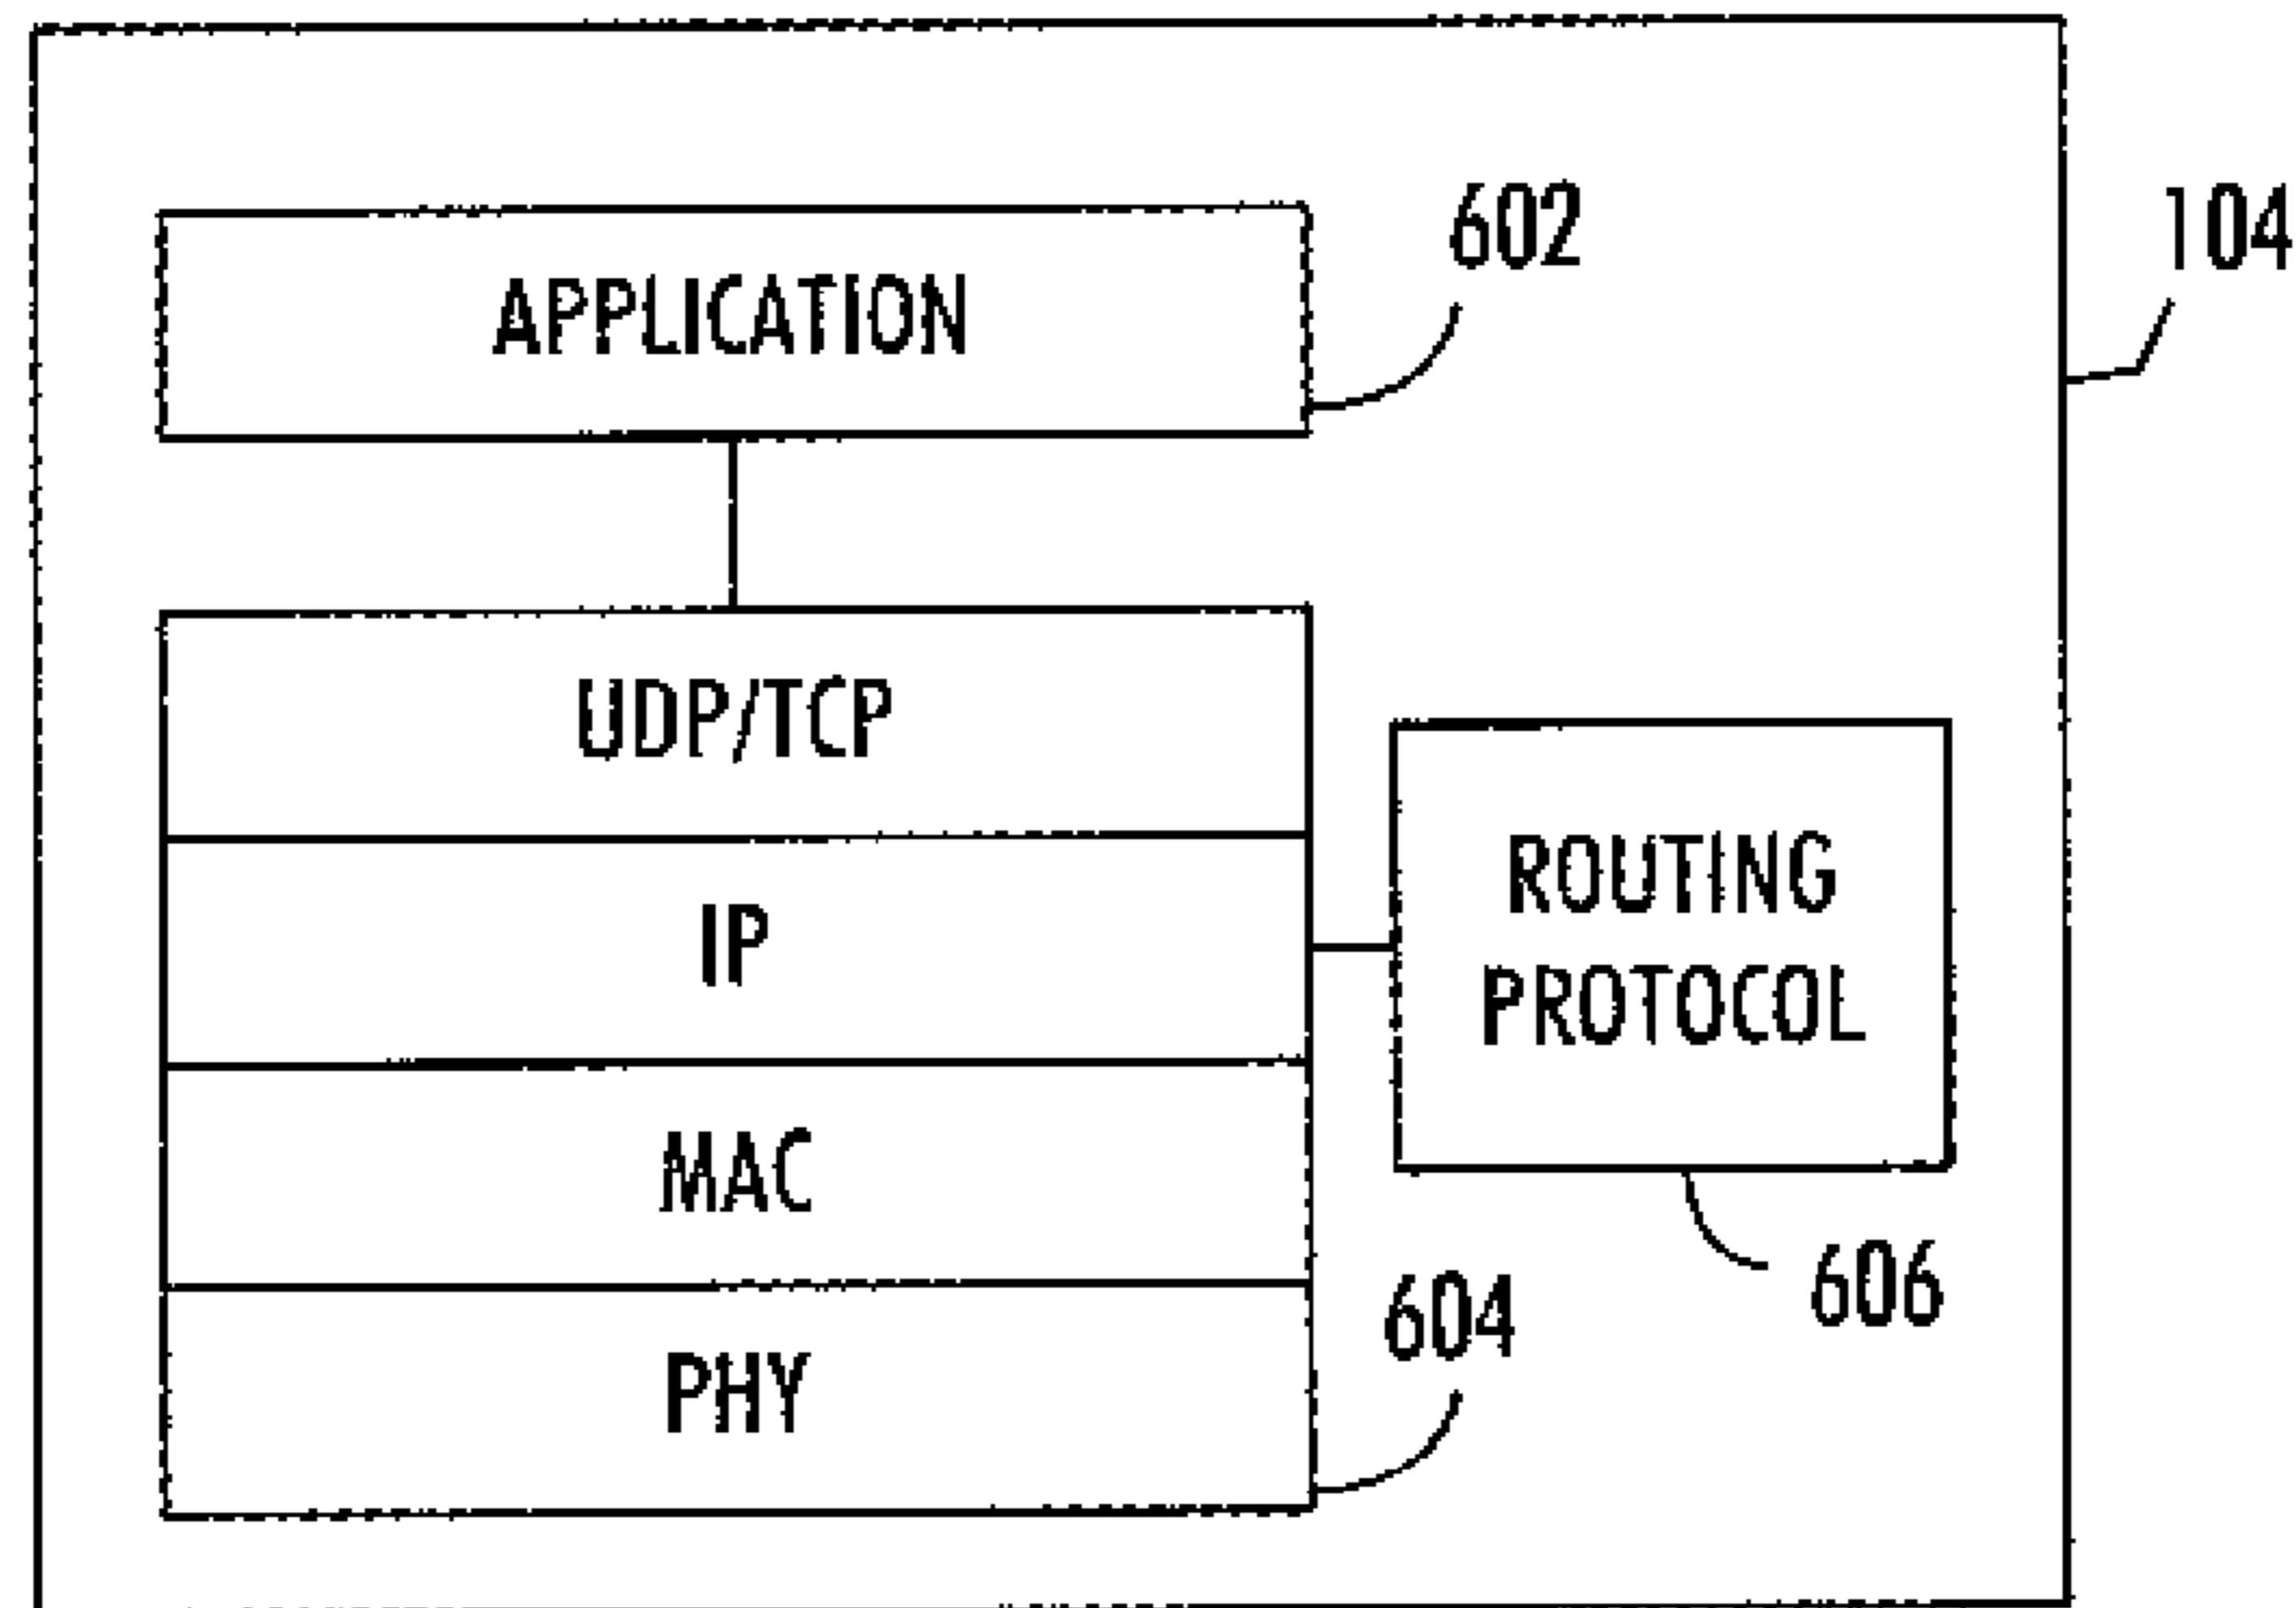 602
104
APPLICATION
UDP/TCP
IP
ROUTING
PROTOCOL
MAC
606
604
PHY